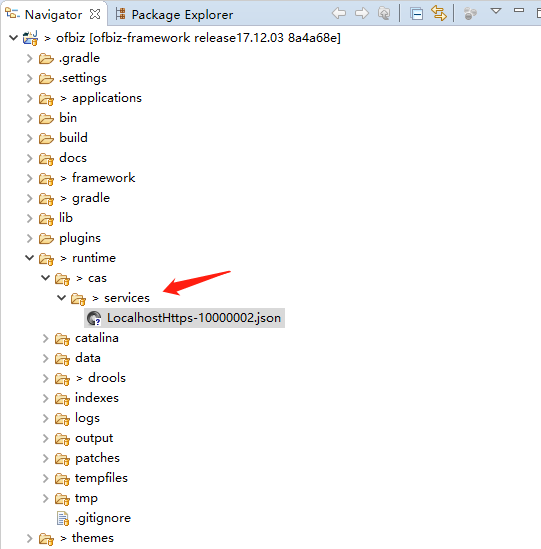 Navigator Package Explorer
> ofbiz [ofbiz-framework release17.12.03 8a4a68e]
.gradle
.settings
> applications
bin
build
docs
> framework
> gradle
lib
plugins
> runtime
> cas
> services
LocalhostHttps-10000002.json
catalina
data
> drools
indexes
logs
output
patches
tempfiles
> tmp
.gitignore
> themes